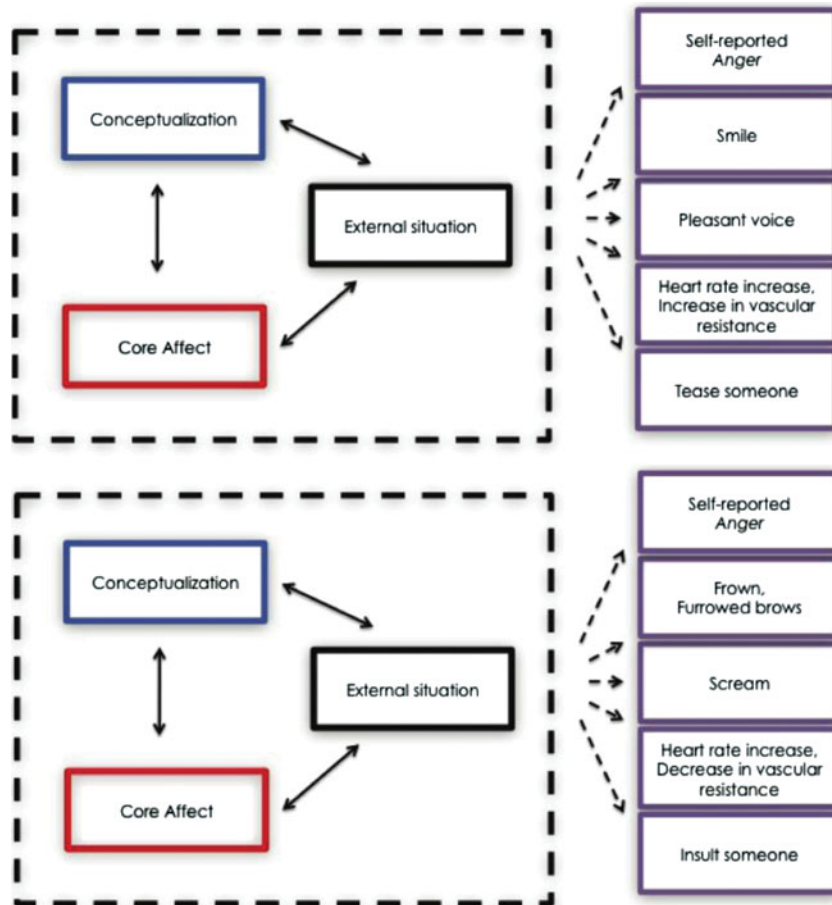 Conceptualization
External situation
Core Affect
Self-reported
Anger
Smile
Pleasant voice
Heart rate increase,
Increase in vascular
resistance
Tease someone
Conceptualization
External situation
Core Affect
Self-reported
Anger
Frown,
Furrowed brows
Scream
Heart rate increase,
Decrease in vascular
resistance
Insult someone